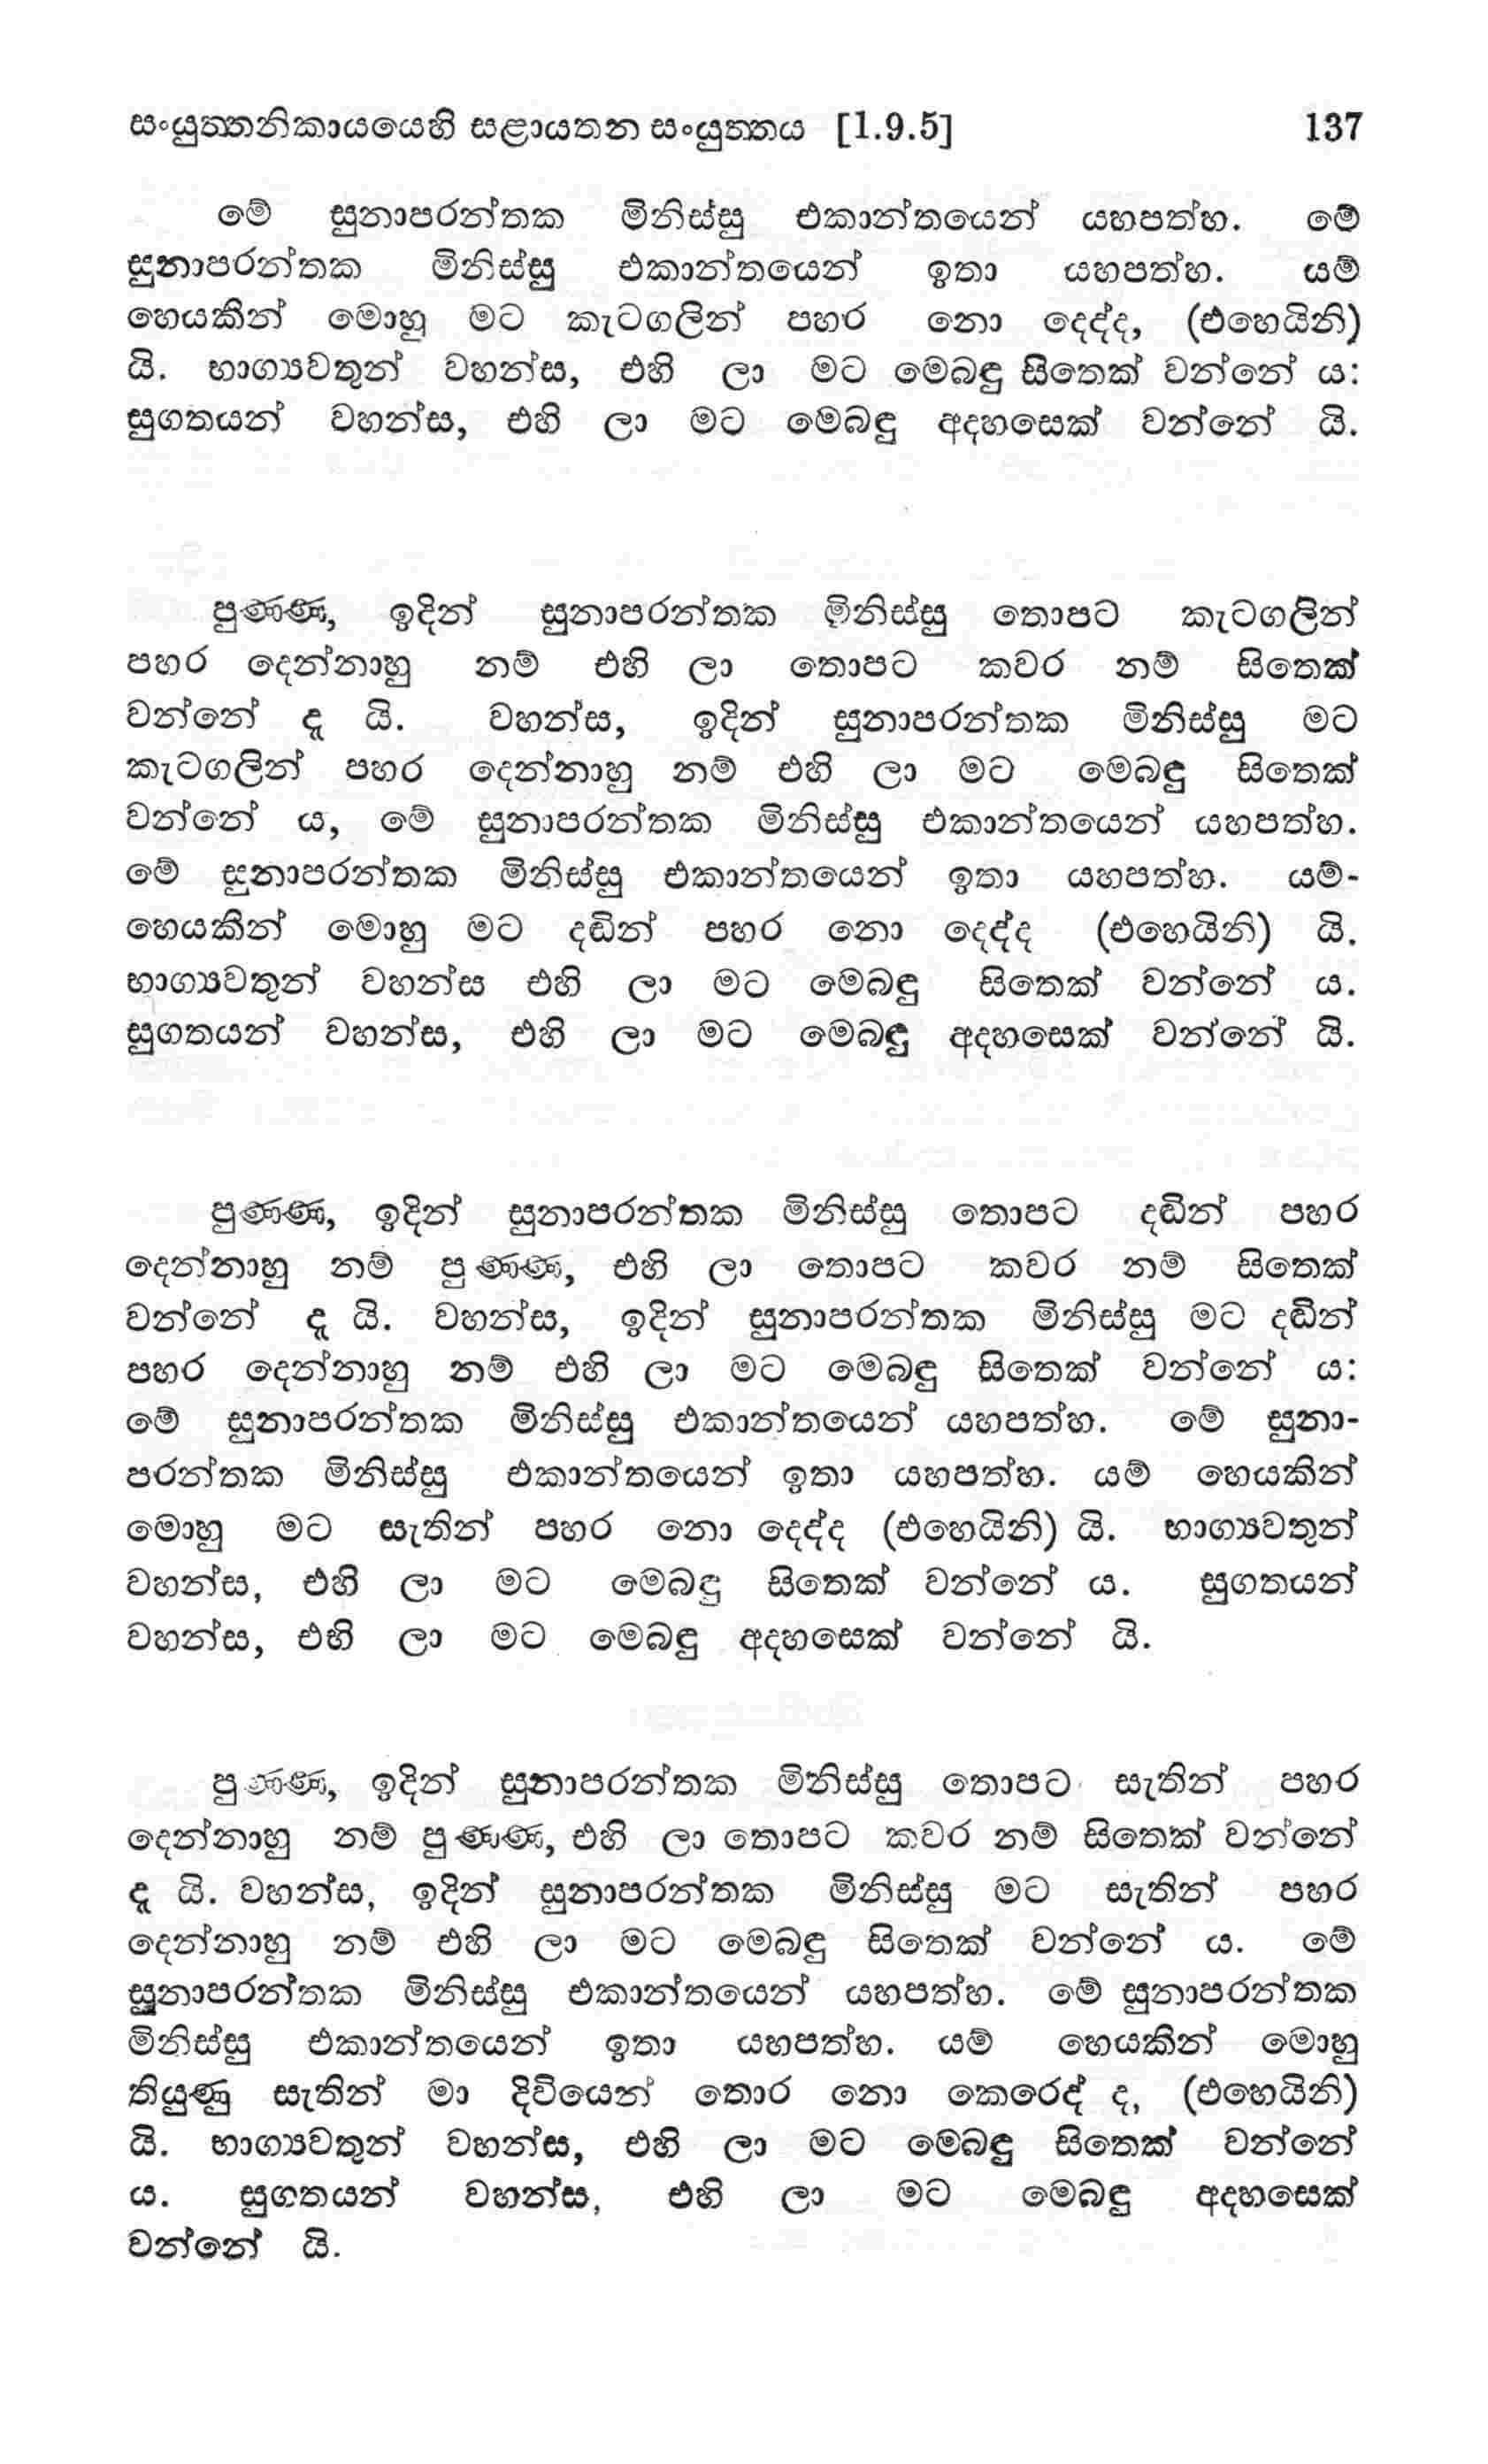 සංයුත්තනිකායයෙහි සළායතන සංයුත්තය [1.9.5] 137
මේ සුනාපරන්තක මිනිස්සු එකාන්තයෙන් යහපත්හ. මේ
සුනාපරන්තක මිනිස්සු එකාන්තයෙන් ඉතා යහපත්හ. යම්
හෙයකින් මොහු මට කැටගලින් පහර නො දෙද්ද, (එහෙයිනි)
යි. භාග්‍යවතුන් වහන්ස, එහි ලා මට මෙබඳු සිතෙක් වන්නේ ය:
සුගතයන් වහන්ස, එහි ලා මට මෙබඳු අදහසෙක් වන්නේ යි.
පුණ්ණ, ඉදින් සුනාපරන්තක මිනිස්සු තොපට කැටගලින්
පහර දෙන්නාහු නම් එහි ලා තොපට කවර නම් සිතෙක්
වන්නේ දැ යි. වහන්ස, ඉදින් සුනාපරන්තක මිනිස්සු මට
කැටගලින් පහර දෙන්නාහු නම් එහි ලා මට මෙබඳු සිතෙක්
වන්නේ ය, මේ සුනාපරන්තක මිනිස්සු එකාන්තයෙන් යහපත්හ.
මේ සුනාපරන්තක මිනිස්සු එකාන්තයෙන් ඉතා යහපත්හ. යම්-
හෙයකින් මොහු මට දඬින් පහර නො දෙද්ද (එහෙයිනි) යි.
භාග්‍යවතුන් වහන්ස එහි ලා මට මෙබඳු සිතෙක් වන්නේ ය.
සුගතයන් වහන්ස, එහි ලා මට මෙබඳු අදහසෙක් වන්නේ යි.
පුණ්ණ, ඉදින් සුනාපරන්තක මිනිස්සු තොපට දඬින් පහර
දෙන්නාහු නම් පුණ්ණ, එහි ලා තොපට කවර නම් සිතෙක්
වන්නේ දැ යි. වහන්ස, ඉදින් සුනාපරන්තක මිනිස්සු මට දඬින්
පහර දෙන්නාහු නම් එහි ලා මට මෙබඳු සිතෙක් වන්නේ ය:
මේ සුනාපරන්තක මිනිස්සු එකාන්තයෙන් යහපත්හ. මේ සුනා-
පරන්තක මිනිස්සු එකාන්තයෙන් ඉතා යහපත්හ. යම් හෙයකින්
මොහු මට සැතින් පහර නො දෙද්ද (එහෙයිනි) යි. භාග්‍යවතුන්
වහන්ස, එහි ලා මට මෙබඳු සිතෙක් වන්නේ ය. සුගතයන්
වහන්ස, එහි ලා මට මෙබඳු අදහසෙක් වන්නේ යි.
පුණ්ණ, ඉදින් සුනාපරන්තක මිනිස්සු තොපට සැතින් පහර
දෙන්නාහු නම් පුණ්ණ, එහි ලා තොපට කවර නම් සිතෙක් වන්නේ
දැ යි. වහන්ස, ඉදින් සුනාපරන්තක මිනිස්සු මට සැතින් පහර
දෙන්නාහු නම් එහි ලා මට මෙබඳු සිතෙක් වන්නේ ය. මේ
සුනාපරන්තක මිනිස්සු එකාන්තයෙන් යහපත්හ. මේ සුනාපරන්තක
මිනිස්සු එකාන්තයෙන් ඉතා යහපත්හ. යම් හෙයකින් මොහු
තියුණු සැතින් මා දිවියෙන් තොර නො කෙරෙද් ද, (එහෙයිනි)
යි. භාග්‍යවතුන් වහන්ස, එහි ලා මට මෙබඳු සිතෙක් වන්නේ
ය. සුගතයන් වහන්ස, එහි ලා මට මෙබඳු අදහසෙක්
වන්නේ යි.